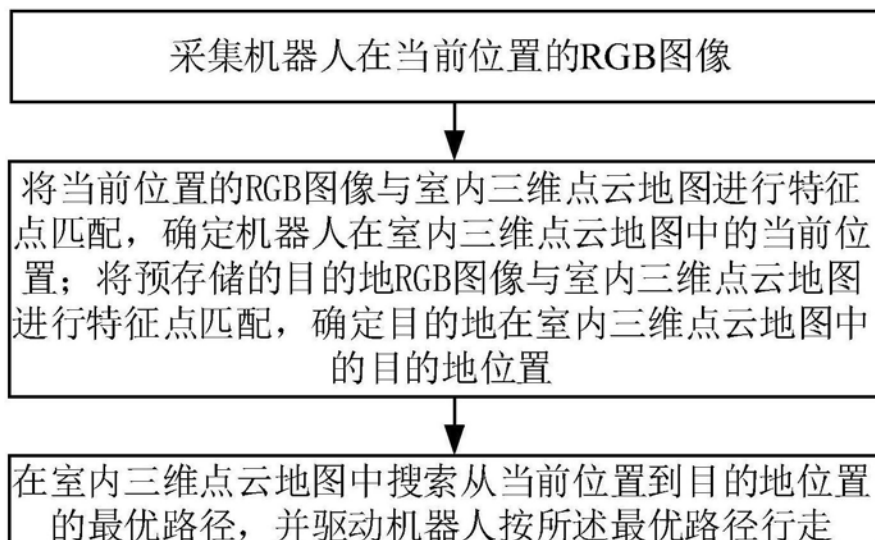 采集机器人在当前位置的RGB图像
将当前位置的RGB图像与室内三维点云地图进行特征
点匹配，确定机器人在室内三维点云地图中的当前位
置；将预存储的目的地RGB图像与室内三维点云地图
进行特征点匹配，确定目的地在室内三维点云地图中
的目的地位置
在室内三维点云地图中搜索从当前位置到目的地位置
的最优路径，并驱动机器人按所述最优路径行走